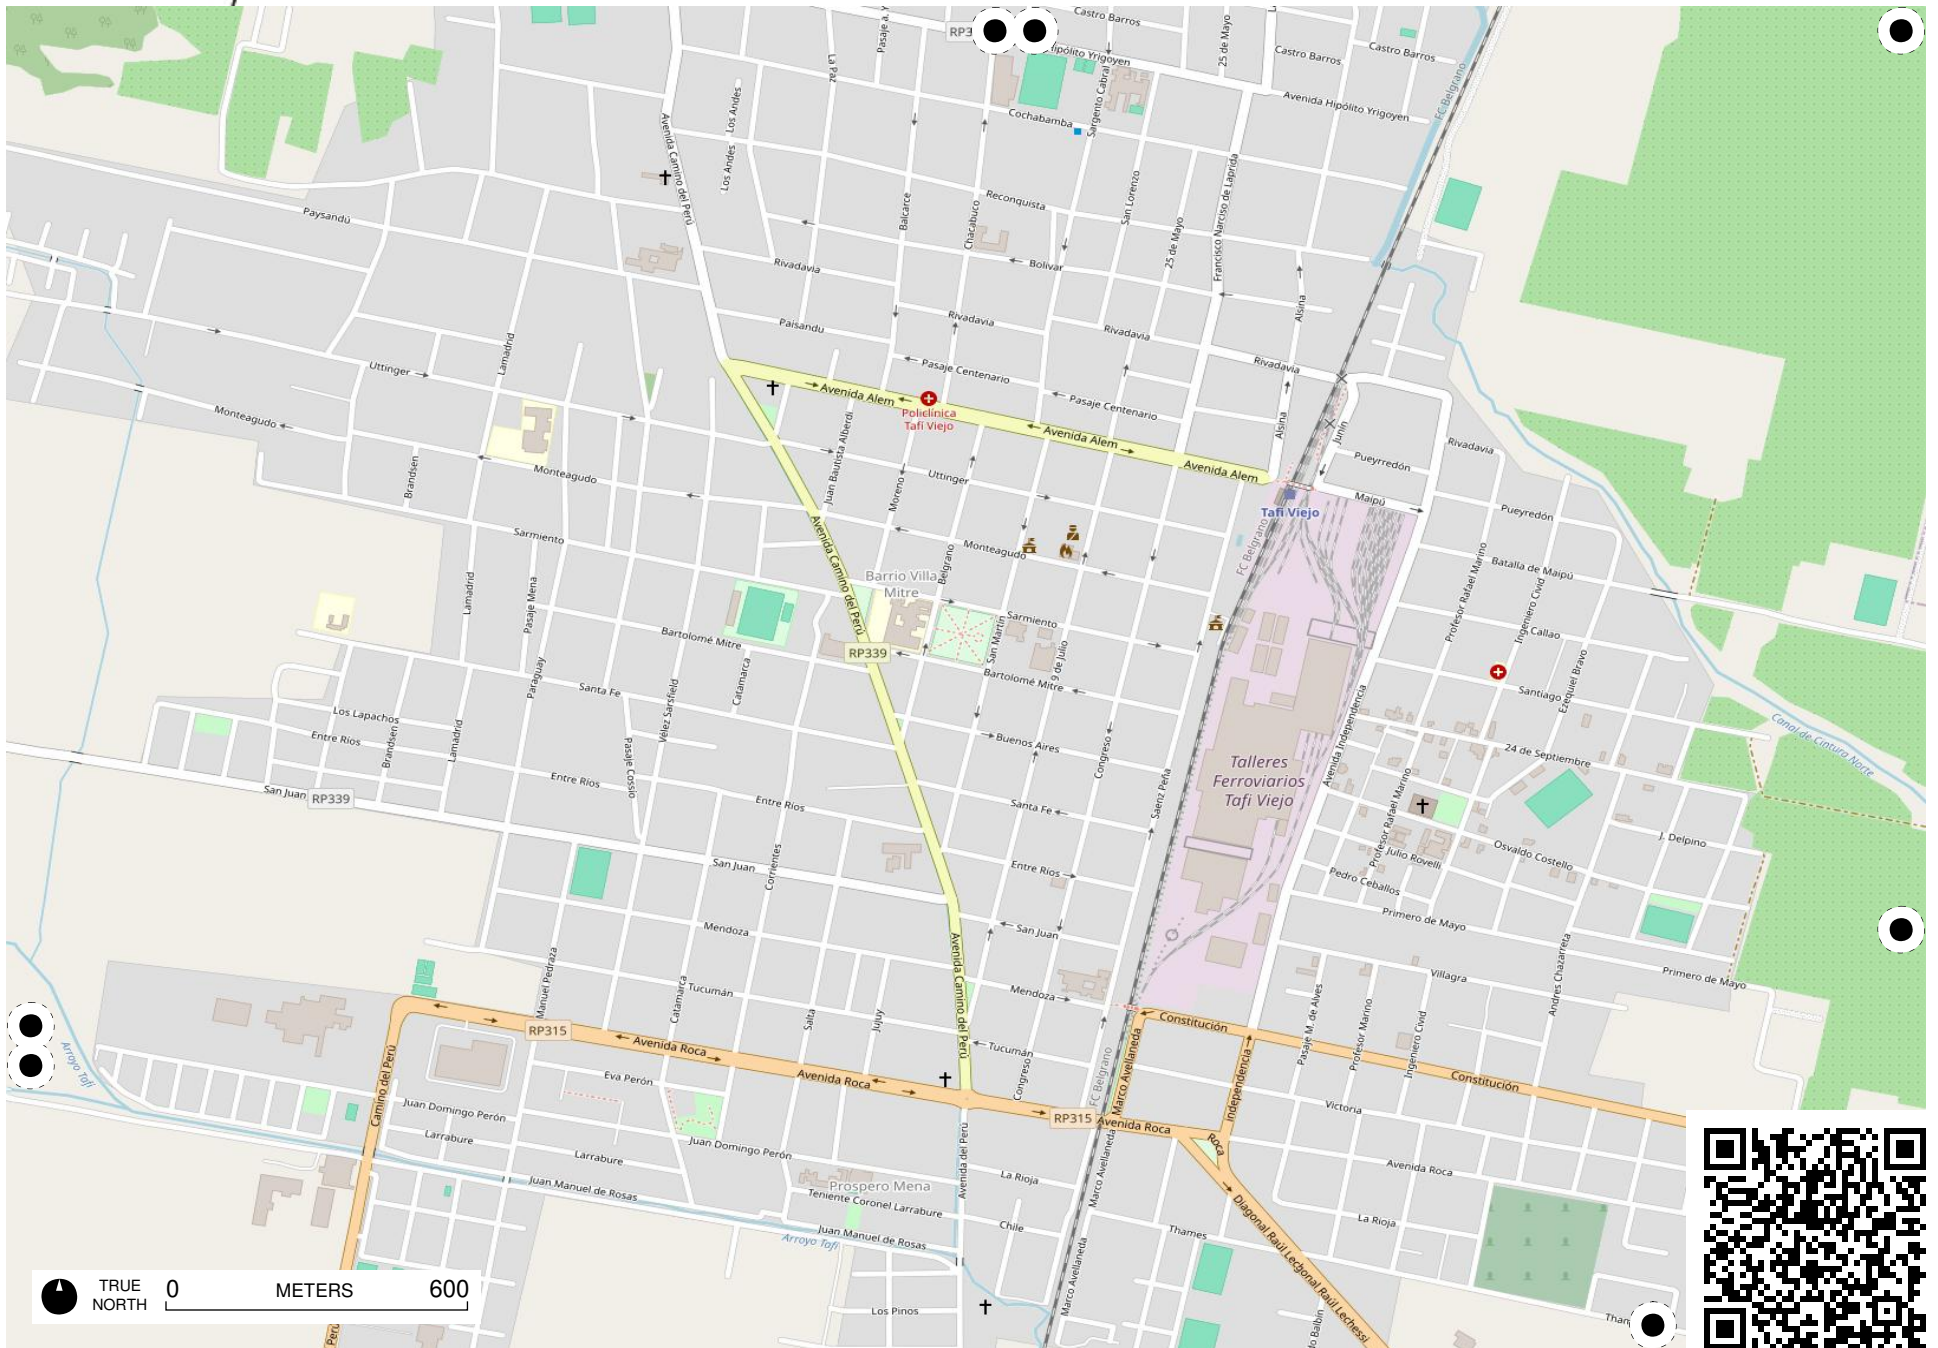 Castro Barros
Pasaje a. Y
Hipólito Yrigoyen
25 de Mayo
Castro Barros
Castro Barros
La Paz
Avenida Hipólito Yrigoyen
FC Belgrano
Los Andes
Los Andes
Cochabamba
Sargento Cabral
Avenida Camino del Perú
Paysandú
Balcarce
Chacabuco
Reconquista
San Lorenzo
25 de Mayo
Francisco Narciso de Laprida
Rivadavia
Bolívar
Alsina
Paisandu
Rivadavia
Rivadavia
Rivadavia
Lamadrid
Uttinger
Pasaje Centenario
Pasaje Centenario
Avenida Alem
Policlínica
Tafi Viejo
Avenida Alem
Avenida Alem
Alsina
Junín
Pueyrredón
Rivadavia
Monteagudo
Brandsen
Monteagudo
Juan Bautista Alberdi
Moreno
Uttinger
Maipú
Pueyredón
Tafi Viejo
FC Belgrano
Sarmiento
Avenida Camino del Perú
Belgrano
Monteagudo
Batalla de Maipú
Profesor Rafael Marino
Ingeniero Civid
Barrio Villa
Mitre
Lamadrid
Pasaje Mena
Bartolomé Mitre
RP339
San Martín
Sarmiento
9 de Julio
Bartolomé Mitre
Callao
Santiago
Ezequiel Bravo
Paraguay
Santa Fe
Catamarca
Vélez Sarsfield
Los Lapachos
Entre Ríos
Brandsen
Lamadrid
Pasaje Cossio
Buenos Aires
Congreso
Avenida Independencia
24 de Septiembre
Canal de Cintura Norte
Talleres
Ferroviarios
Tafi Viejo
San Juan
RP339
Entre Ríos
Entre Ríos
Santa Fe
Saenz Peña
Profesor Rafael Marino
J. Delpino
Julio Rovelli
Osvaldo Costello
San Juan
Corrientes
Entre Ríos
Pedro Ceballos
Mendoza
Avenida Camino del Perú
San Juan
Primero de Mayo
Andres Chazarreta
Villagra
Primero de Mayo
Manuel Pedraza
Catamarca
Tucumán
Salta
Jujuy
Mendoza
Pasaje M. de Alves
Profesor Marino
Ingeniero Civid
RP315
Avenida Roca
Constitución
Tucumán
Congreso
FC Belgrano
Marco Avellaneda
Independencia
Constitución
Arroyo Tafí
Camino del Perú
Eva Perón
Avenida Roca
RP315
Avenida Roca
Victoria
Juan Domingo Perón
Larrabure
Larrabure
Juan Domingo Perón
Avenida del Perú
Marco Avellaneda
Roca
Avenida Roca
Juan Manuel de Rosas
Prospero Mena
Teniente Coronel Larrabure
La Rioja
Diagonal Raúl Lechessi
La Rioja
Juan Manuel de Rosas
Arroyo Tafí
Chile
Thames
Marco Avellaneda
Los Pinos
TRUE
NORTH
0 METERS 600
Perú